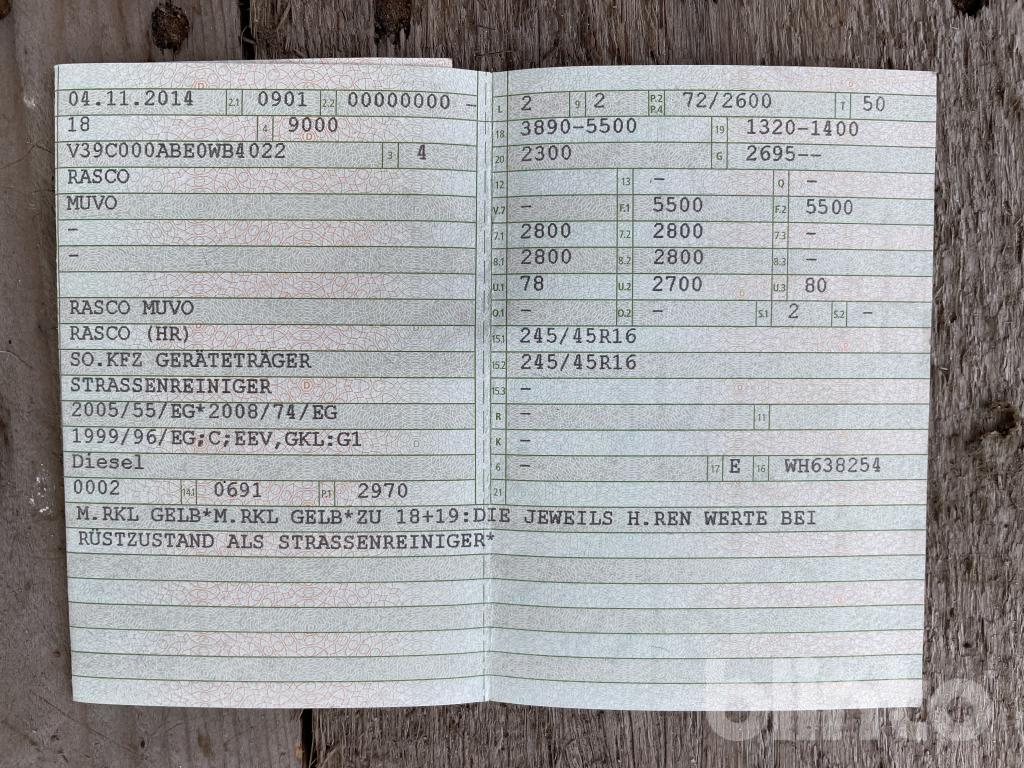 04.11.2014 2.1 0901 2.2 00000000 –
18 4 9000
V39C000ABE0WB4022 3 4
RASCO
MUVO
–
–
RASCO MUVO
RASCO (HR)
SO.KFZ GERÄTETRÄGER
STRASSENREINIGER
2005/55/EG*2008/74/EG
1999/96/EG;C;EEV,GKL:G1
Diesel
0002 14.1 0691 P.1 2970
L 2 9 2 P.2 P.4 72/2600 T 50
18 3890-5500 19 1320-1400
20 2300 G 2695--
12 13 – Q –
V.7 – F.1 5500 F.2 5500
7.1 2800 7.2 2800 7.3 –
8.1 2800 8.2 2800 8.3 –
U.1 78 U.2 2700 U.3 80
O.1 – O.2 – S.1 2 S.2 –
15.1 245/45R16
15.2 245/45R16
15.3 –
R – 11
K –
6 – 17 E 16 WH638254
21
M.RKL GELB*M.RKL GELB*ZU 18+19:DIE JEWEILS H.REN WERTE BEI
RÜSTZUSTAND ALS STRASSENREINIGER*
blim.o